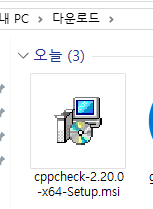 내 PC > 다운로드 >
오늘 (3)
cppcheck-2.20.0
-x64-Setup.msi